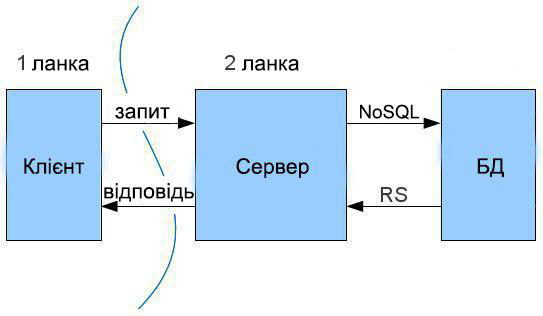 1 ланка
2 ланка
запит
NoSQL
Клієнт
Сервер
БД
відповідь
RS